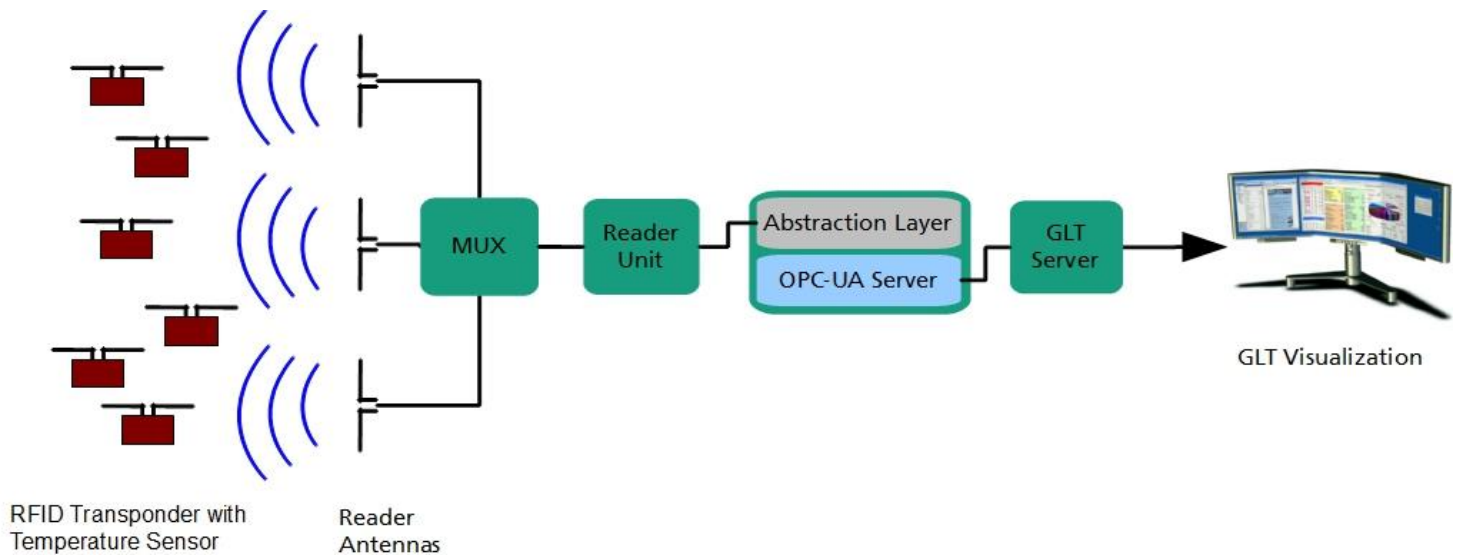 MUX
Reader
Unit
Abstraction Layer
OPC-UA Server
GLT
Server
GLT Visualization
RFID Transponder with
Temperature Sensor
Reader
Antennas